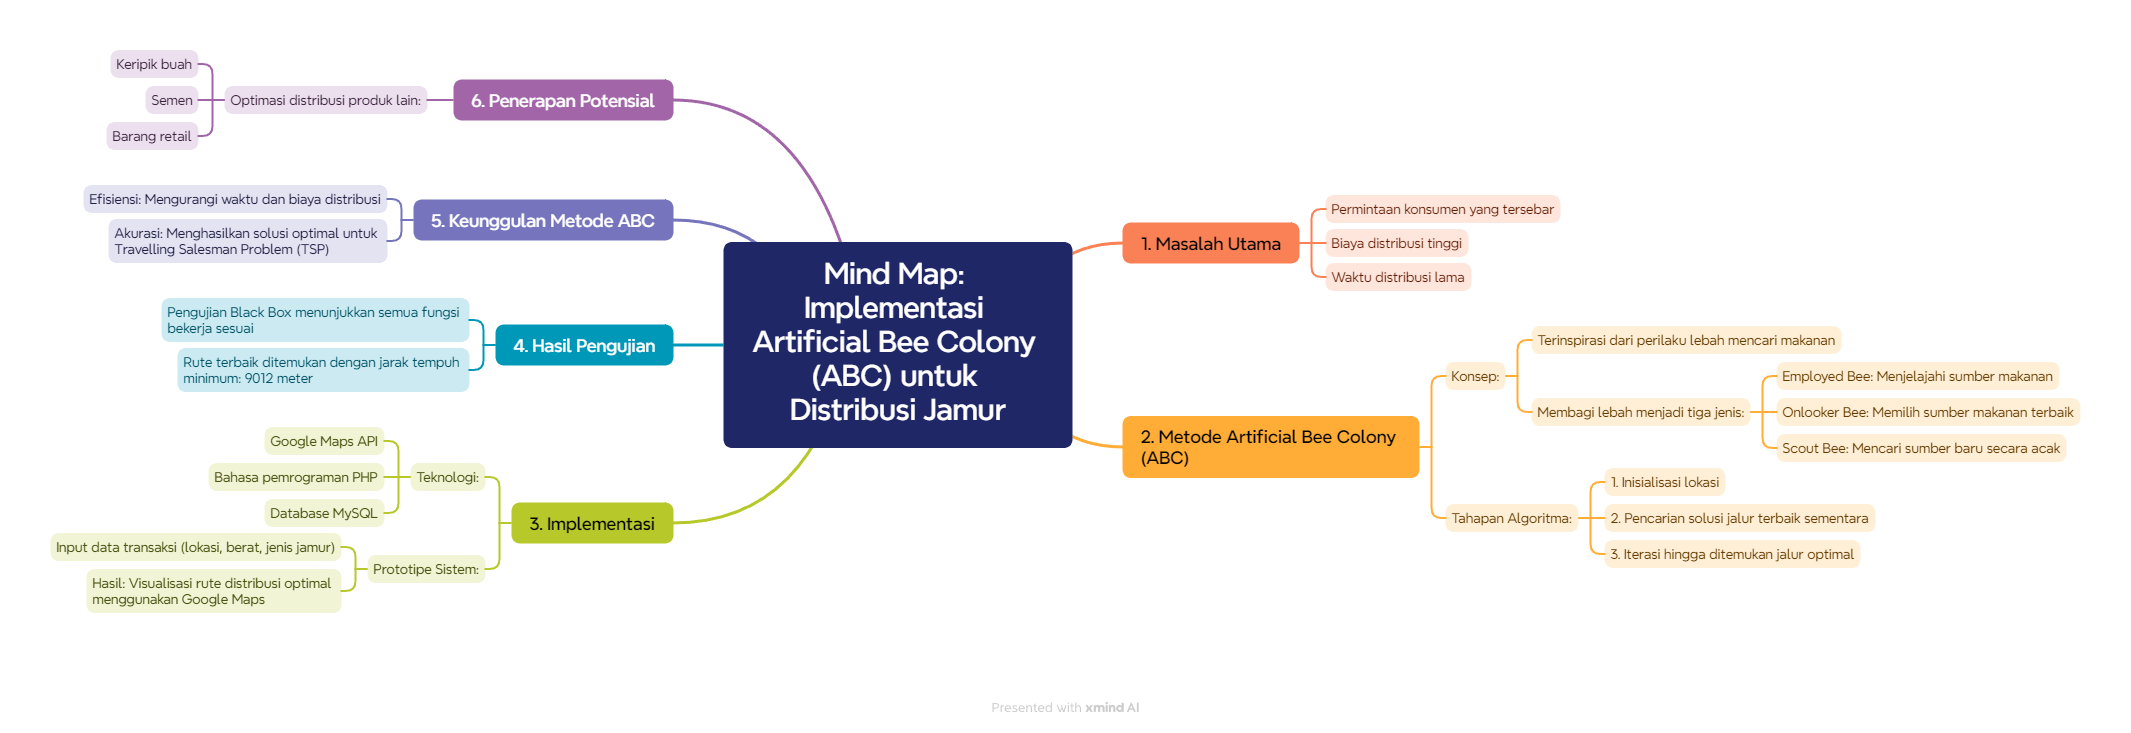 Mind Map:
Implementasi
Artificial Bee Colony
(ABC) untuk
Distribusi Jamur
1. Masalah Utama
Permintaan konsumen yang tersebar
Biaya distribusi tinggi
Waktu distribusi lama
2. Metode Artificial Bee Colony
(ABC)
Konsep:
Terinspirasi dari perilaku lebah mencari makanan
Membagi lebah menjadi tiga jenis:
Employed Bee: Menjelajahi sumber makanan
Onlooker Bee: Memilih sumber makanan terbaik
Scout Bee: Mencari sumber baru secara acak
Tahapan Algoritma:
1. Inisialisasi lokasi
2. Pencarian solusi jalur terbaik sementara
3. Iterasi hingga ditemukan jalur optimal
3. Implementasi
Teknologi:
Google Maps API
Bahasa pemrograman PHP
Database MySQL
Prototipe Sistem:
Input data transaksi (lokasi, berat, jenis jamur)
Hasil: Visualisasi rute distribusi optimal
menggunakan Google Maps
4. Hasil Pengujian
Pengujian Black Box menunjukkan semua fungsi
bekerja sesuai
Rute terbaik ditemukan dengan jarak tempuh
minimum: 9012 meter
5. Keunggulan Metode ABC
Efisiensi: Mengurangi waktu dan biaya distribusi
Akurasi: Menghasilkan solusi optimal untuk
Travelling Salesman Problem (TSP)
6. Penerapan Potensial
Optimasi distribusi produk lain:
Keripik buah
Semen
Barang retail
Presented with xmind AI